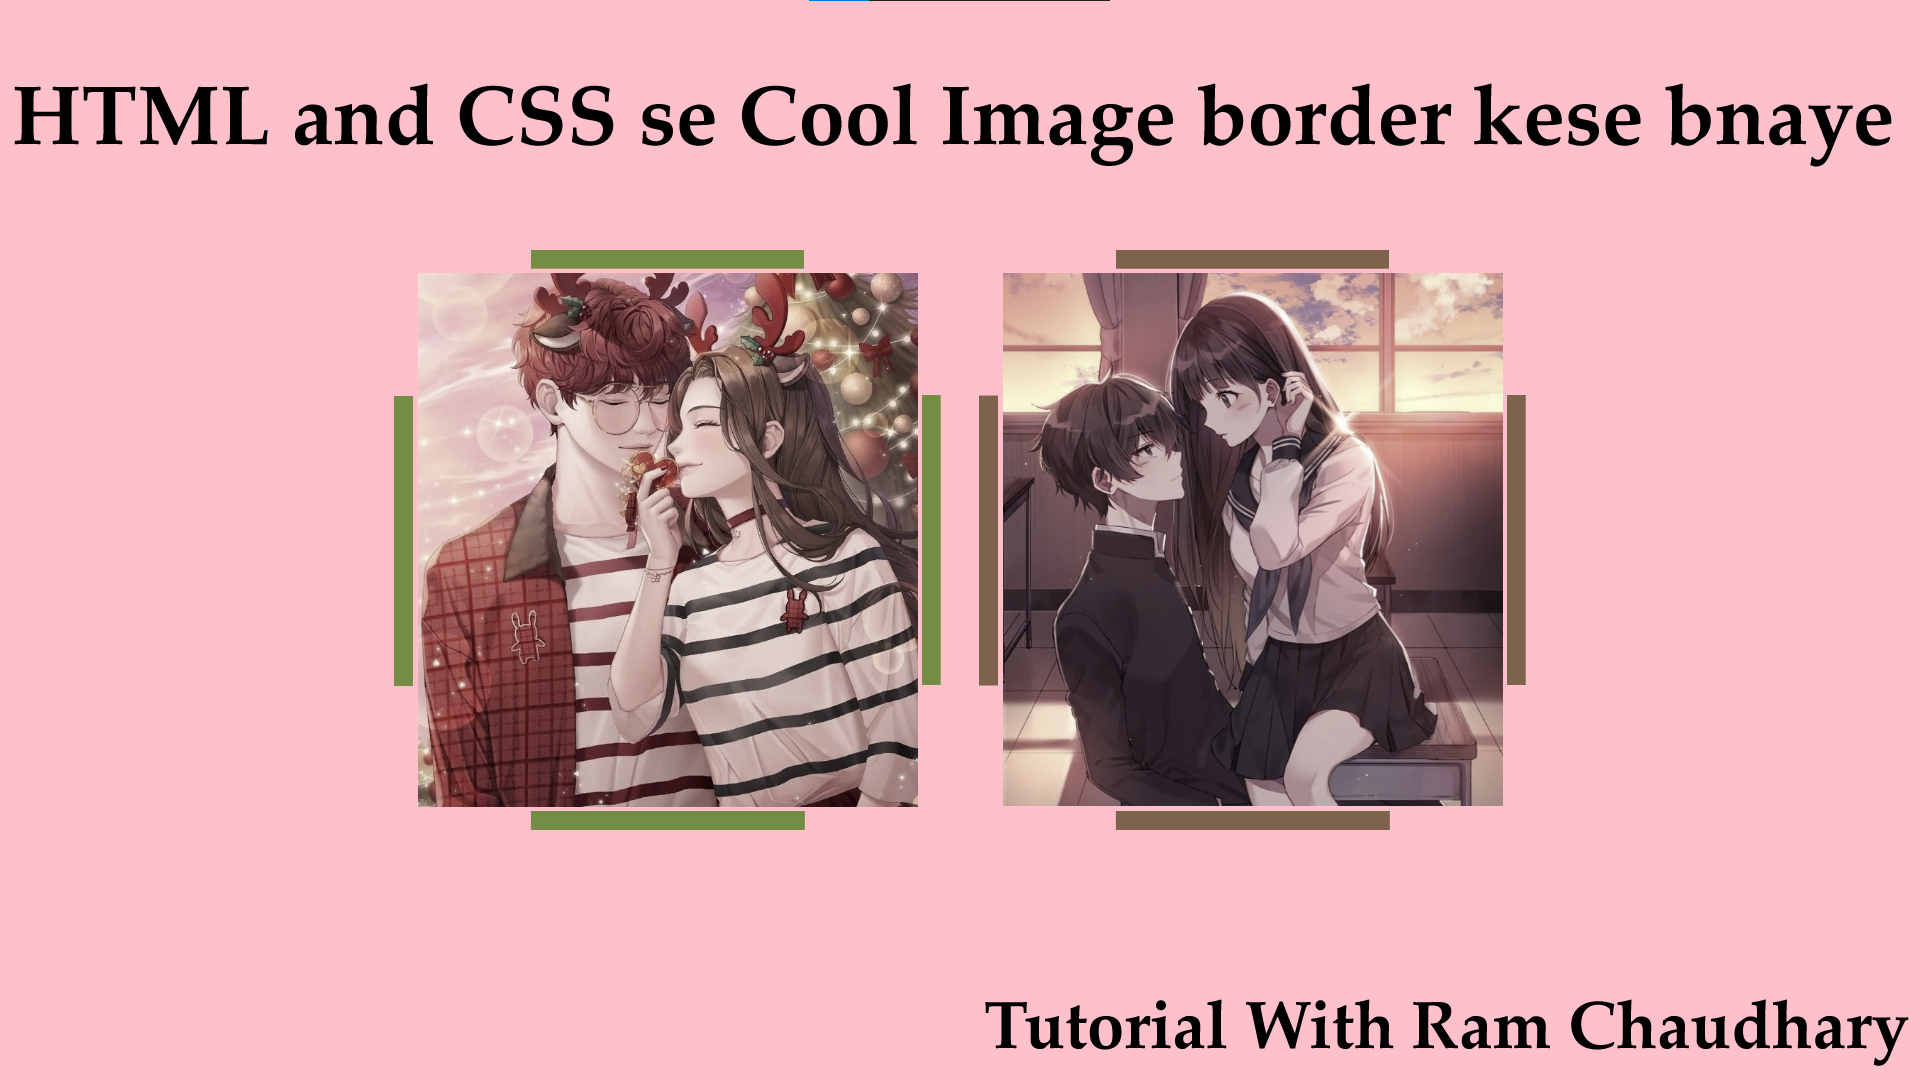 HTML and CSS se Cool Image border kese bnaye
Tutorial With Ram Chaudhary